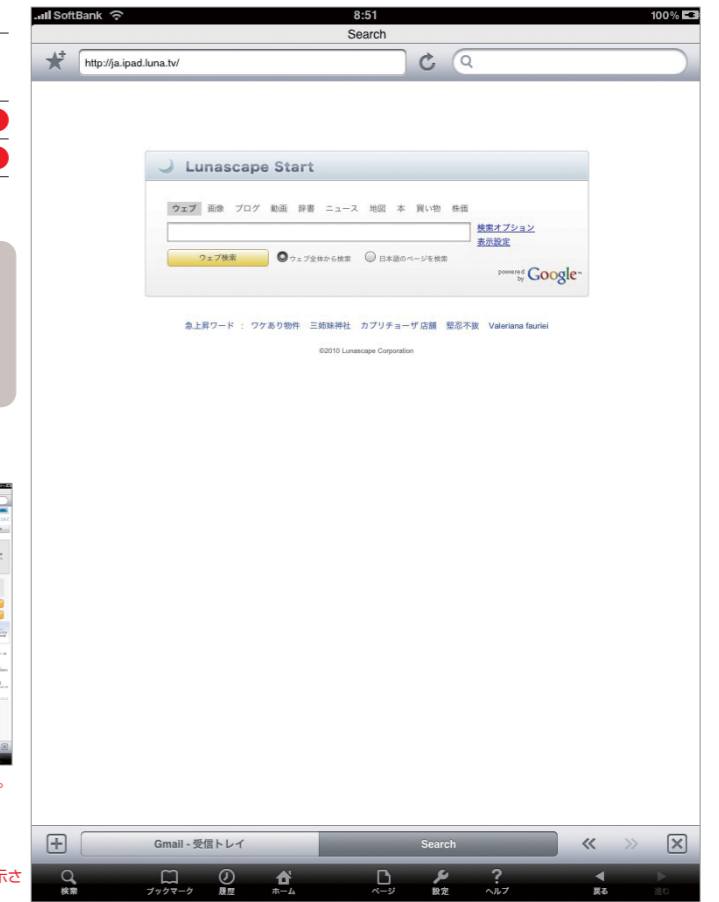 SoftBank 8:51 100%
Search
http://ja.ipad.luna.tv/
Lunascape Start
ウェブ 画像 ブログ 動画 辞書 ニュース 地図 本 買い物 株価
検索オプション
表示設定
ウェブ検索 ウェブ全体から検索 日本語のページを検索
powered by Google™
急上昇ワード : ワケあり物件 三姉妹神社 カプリチョーザ 店舗 堅忍不抜 Valeriana fauriei
©2010 Lunascape Corporation
。
Gmail - 受信トレイ Search
示さ
検索 ブックマーク 履歴 ホーム ページ 設定 ヘルプ 戻る 進む